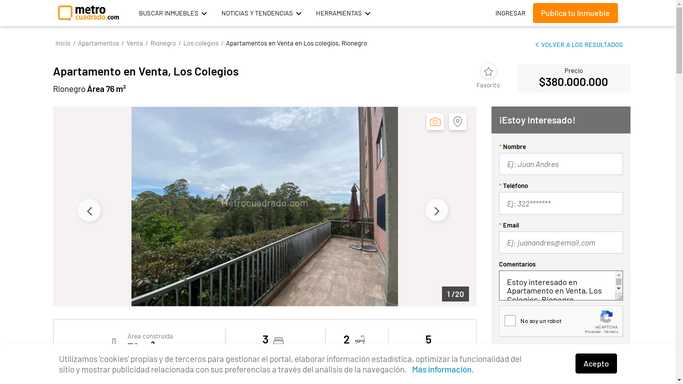 metro
cuadrado.com
BUSCAR INMUEBLES
NOTICIAS Y TENDENCIAS
HERRAMIENTAS
INGRESAR
Publica tu Inmueble
Inicio / Apartamentos / Venta / Rionegro / Los colegios / Apartamentos en Venta en Los colegios, Rionegro
VOLVER A LOS RESULTADOS
Apartamento en Venta, Los Colegios
Rionegro Área 76 m²
Favorito
Precio
$380.000.000
Metrocuadrado.com
1 / 20
¡Estoy Interesado!
* Nombre
Ej: Juan Andres
* Teléfono
Ej: 322*******
* Email
Ej: juanandres@email.com
Comentarios
Estoy interesado en
Apartamento en Venta, Los
Colegios, Rionegro
No soy un robot
reCAPTCHA
Privacidad - Términos
Área construida
3
2
5
Utilizamos 'cookies' propias y de terceros para gestionar el portal, elaborar información estadística, optimizar la funcionalidad del
sitio y mostrar publicidad relacionada con sus preferencias a través del análisis de la navegación. Más información.
Acepto